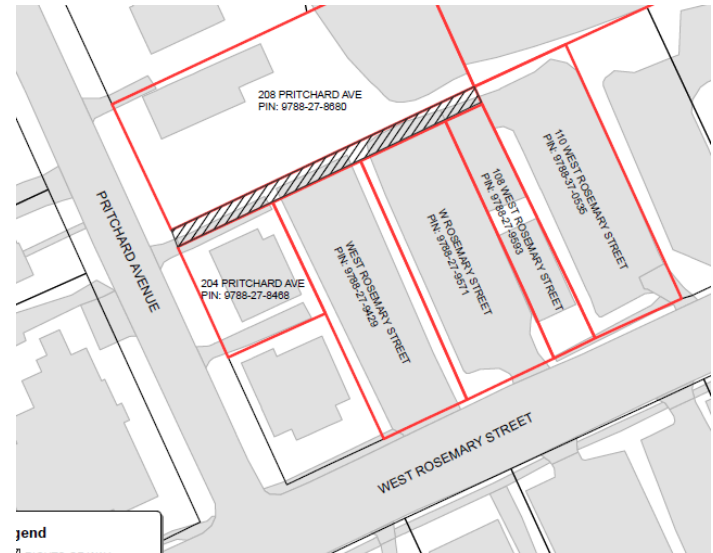 208 PRITCHARD AVE
PIN: 9788-27-8680
110 WEST ROSEMARY STREET
PIN: 9788-37-0535
108 WEST ROSEMARY STREET
PIN: 9788-27-9593
W ROSEMARY STREET
PIN: 9788-27-9571
WEST ROSEMARY STREET
PIN: 9788-27-9429
PRITCHARD AVENUE
204 PRITCHARD AVE
PIN: 9788-27-8468
WEST ROSEMARY STREET
gend